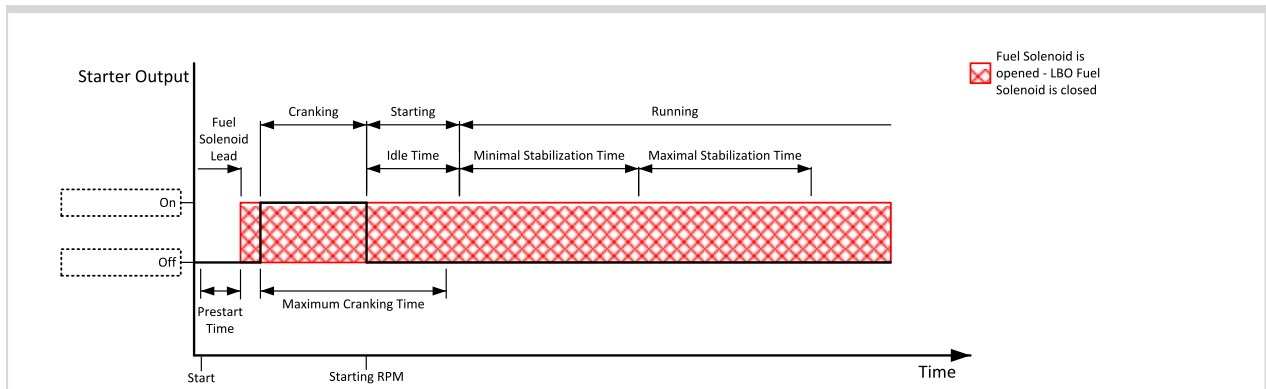 Fuel Solenoid is
opened - LBO Fuel
Solenoid is closed
Starter Output
Cranking
Starting
Running
Fuel
Solenoid
Lead
Idle Time
Minimal Stabilization Time
Maximal Stabilization Time
On
Off
Maximum Cranking Time
Prestart
Time
Start
Starting RPM
Time